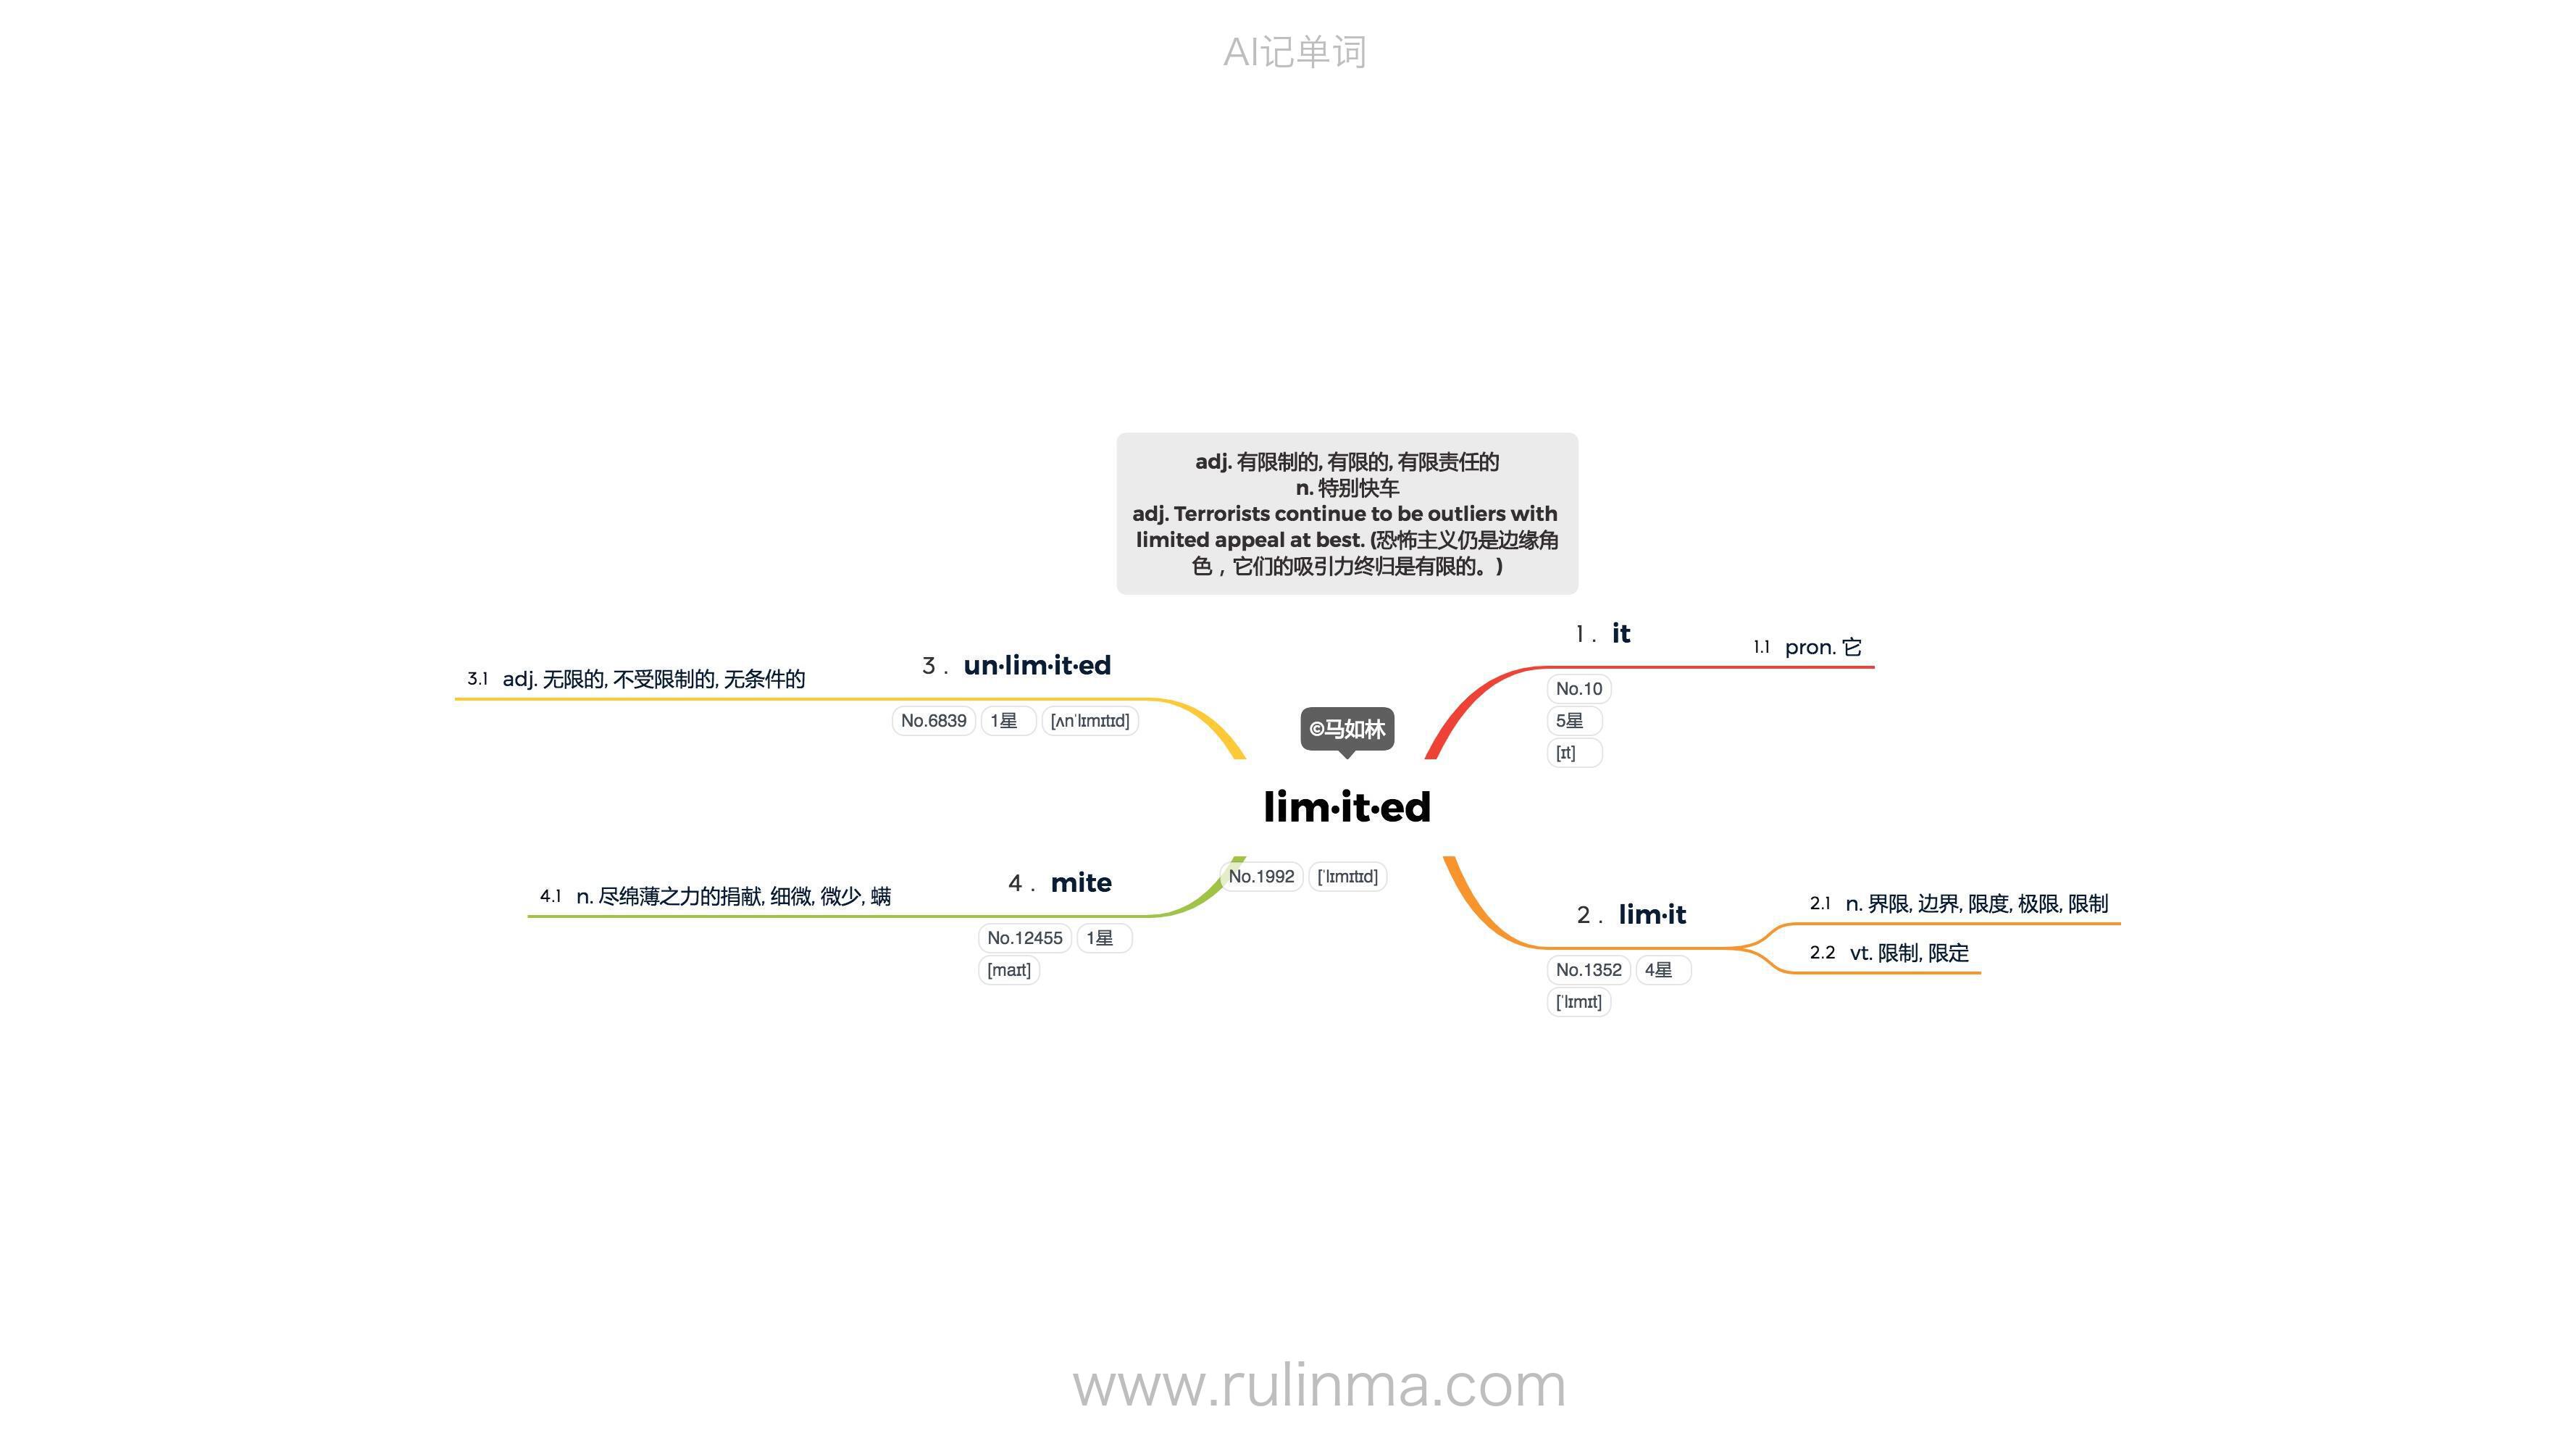 AI记单词
adj. 有限制的, 有限的, 有限责任的
n. 特别快车
adj. Terrorists continue to be outliers with
limited appeal at best. (恐怖主义仍是边缘角
色，它们的吸引力终归是有限的。)
©马如林
lim·it·ed
No.1992 [ˈlɪmɪtɪd]
1. it
No.10
5星
[ɪt]
1.1 pron. 它
2. lim·it
No.1352 4星
[ˈlɪmɪt]
2.1 n. 界限, 边界, 限度, 极限, 限制
2.2 vt. 限制, 限定
3. un·lim·it·ed
No.6839 1星 [ʌnˈlɪmɪtɪd]
3.1 adj. 无限的, 不受限制的, 无条件的
4. mite
No.12455 1星
[maɪt]
4.1 n. 尽绵薄之力的捐献, 细微, 微少, 螨
www.rulinma.com